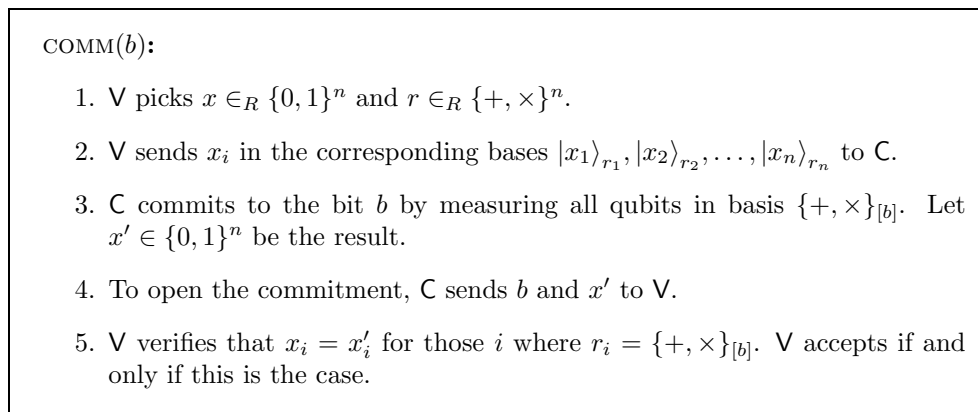 COMM(b):
1. V picks x ∈_R {0, 1}^n and r ∈_R {+, ×}^n.
2. V sends x_i in the corresponding bases |x_1⟩_{r_1}, |x_2⟩_{r_2}, . . . , |x_n⟩_{r_n} to C.
3. C commits to the bit b by measuring all qubits in basis {+, ×}_{[b]}. Let
x′ ∈ {0, 1}^n be the result.
4. To open the commitment, C sends b and x′ to V.
5. V verifies that x_i = x′_i for those i where r_i = {+, ×}_{[b]}. V accepts if and
only if this is the case.